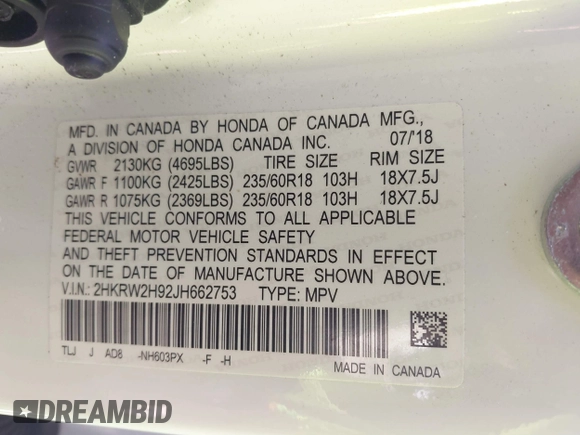 MFD. IN CANADA BY HONDA OF CANADA MFG.,
A DIVISION OF HONDA CANADA INC. 07/'18
GVWR 2130KG (4695LBS) TIRE SIZE RIM SIZE
GAWR F 1100KG (2425LBS) 235/60R18 103H 18X7.5J
GAWR R 1075KG (2369LBS) 235/60R18 103H 18X7.5J
THIS VEHICLE CONFORMS TO ALL APPLICABLE
FEDERAL MOTOR VEHICLE SAFETY
AND THEFT PREVENTION STANDARDS IN EFFECT
ON THE DATE OF MANUFACTURE SHOWN ABOVE.
V.I.N.: 2HKRW2H92JH662753 TYPE: MPV
TLJ J AD8 -NH603PX -F -H
MADE IN CANADA
DREAMBID